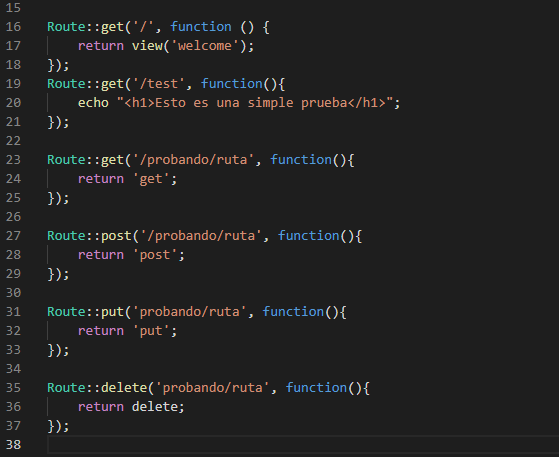 15
16 Route::get('/', function () {
17     return view('welcome');
18 });
19 Route::get('/test', function(){
20     echo "<h1>Esto es una simple prueba</h1>";
21 });
22
23 Route::get('/probando/ruta', function(){
24     return 'get';
25 });
26
27 Route::post('/probando/ruta', function(){
28     return 'post';
29 });
30
31 Route::put('probando/ruta', function(){
32     return 'put';
33 });
34
35 Route::delete('probando/ruta', function(){
36     return delete;
37 });
38